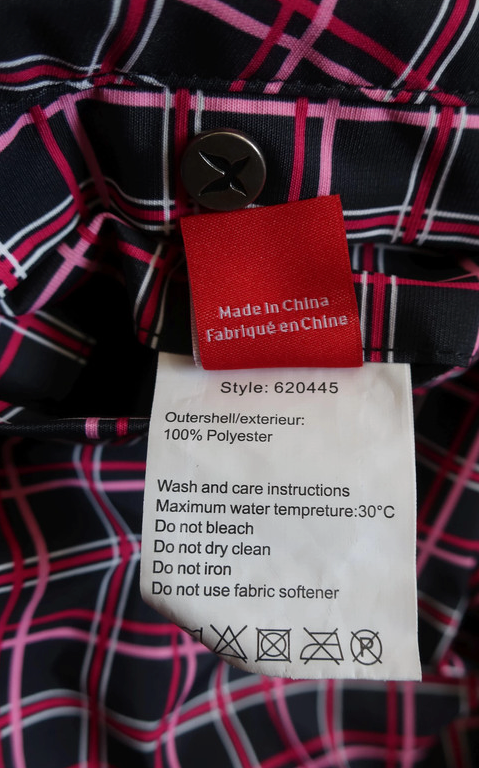 Made in China
Fabriqué en Chine
Style: 620445
Outershell/exterieur:
100% Polyester
Wash and care instructions
Maximum water tempreture:30°C
Do not bleach
Do not dry clean
Do not iron
Do not use fabric softener
P